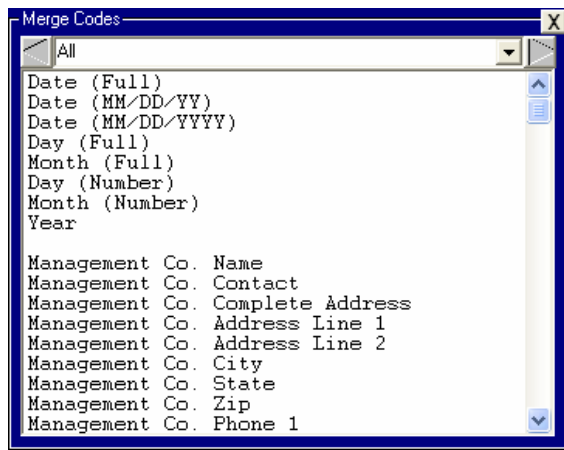 Merge Codes
X
All
Date (Full)
Date (MM/DD/YY)
Date (MM/DD/YYYY)
Day (Full)
Month (Full)
Day (Number)
Month (Number)
Year
Management Co. Name
Management Co. Contact
Management Co. Complete Address
Management Co. Address Line 1
Management Co. Address Line 2
Management Co. City
Management Co. State
Management Co. Zip
Management Co. Phone 1